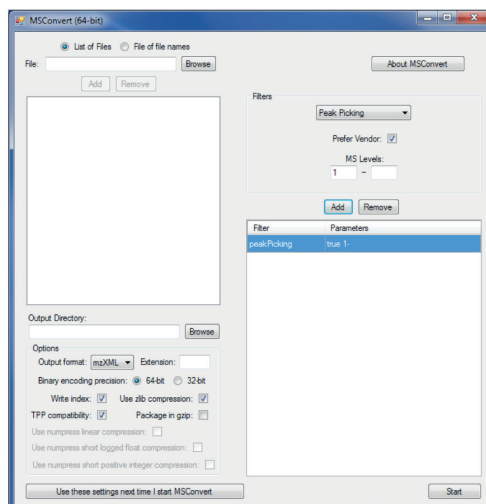 MSConvert (64-bit)
List of Files File of file names
File: Browse
Add Remove
About MSConvert
Filters
Peak Picking
Prefer Vendor:
MS Levels:
1 -
Add Remove
Filter Parameters
peakPicking true 1-
Output Directory:
Browse
Options
Output format: mzXML Extension:
Binary encoding precision: 64-bit 32-bit
Write index: Use zlib compression:
TPP compatibility: Package in gzip:
Use numpress linear compression:
Use numpress short logged float compression:
Use numpress short positive integer compression:
Use these settings next time I start MSConvert
Start